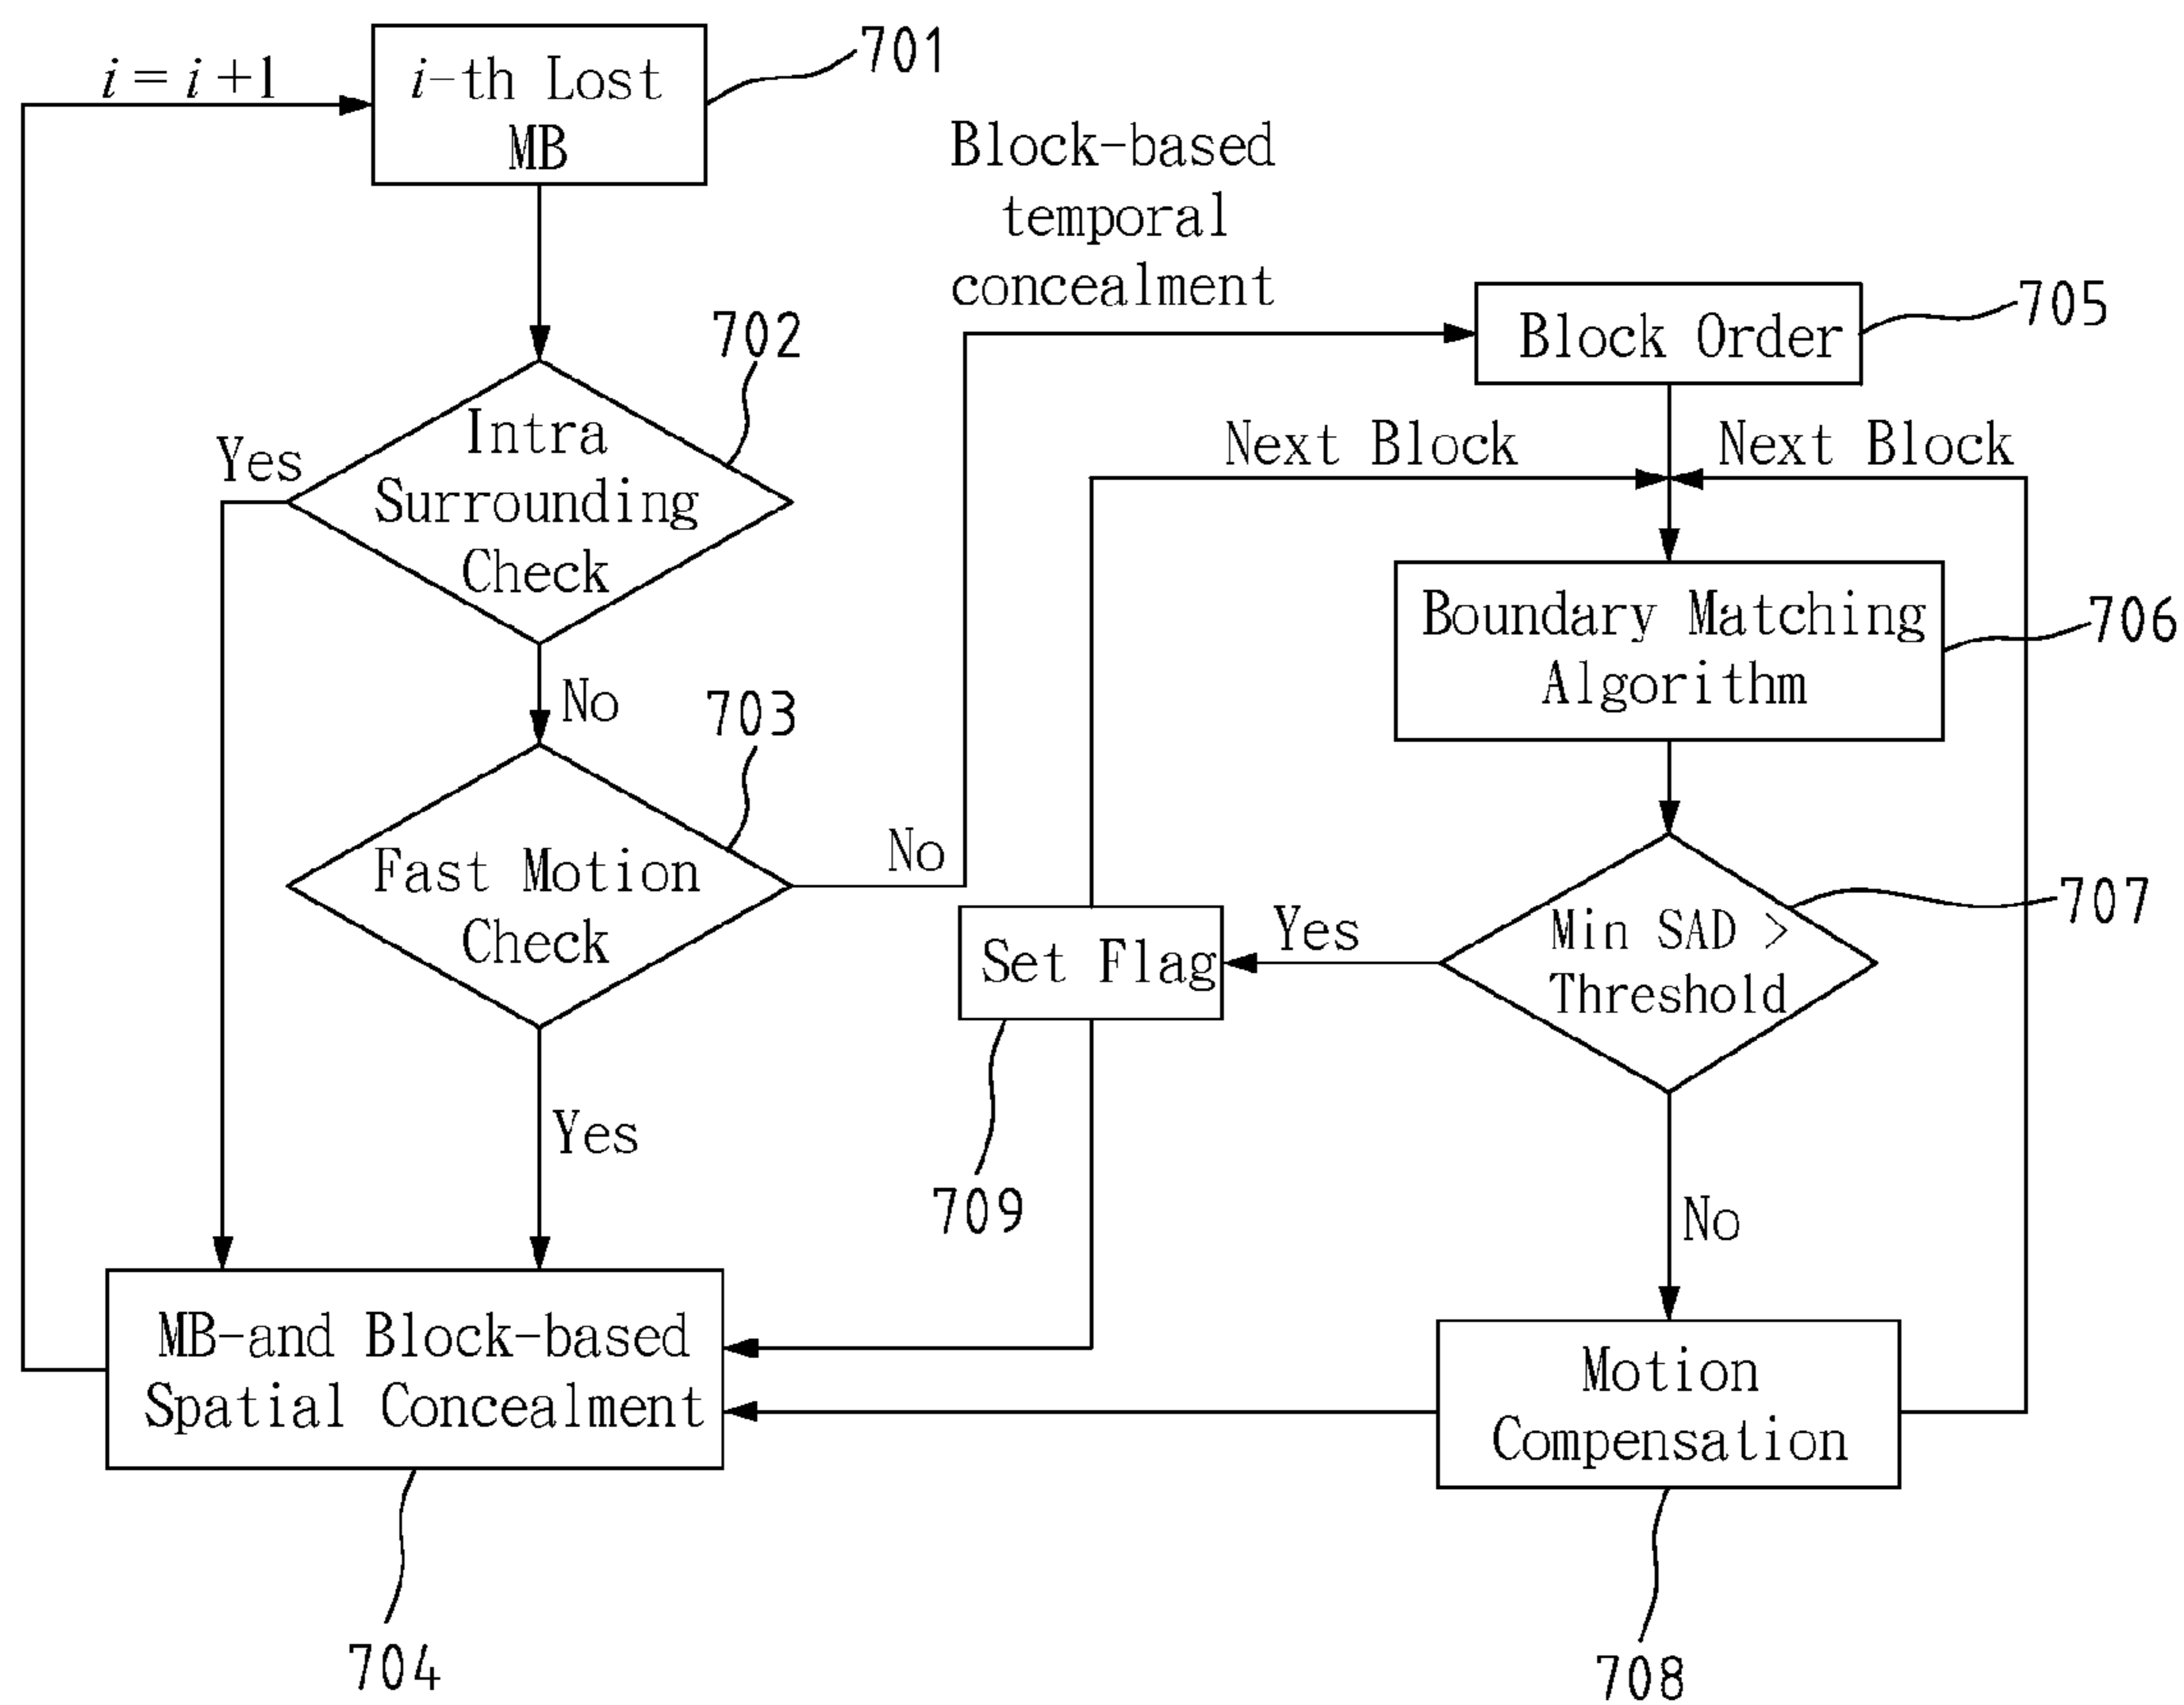 i = i +1
i-th Lost
MB
701
Block-based
temporal
concealment
702
Intra
Surrounding
Check
Yes
No
703
Fast Motion
Check
No
Yes
MB-and Block-based
Spatial Concealment
704
Block Order
705
Next Block
Next Block
Boundary Matching
Algorithm
706
Min SAD >
Threshold
707
Yes
Set Flag
709
No
Motion
Compensation
708